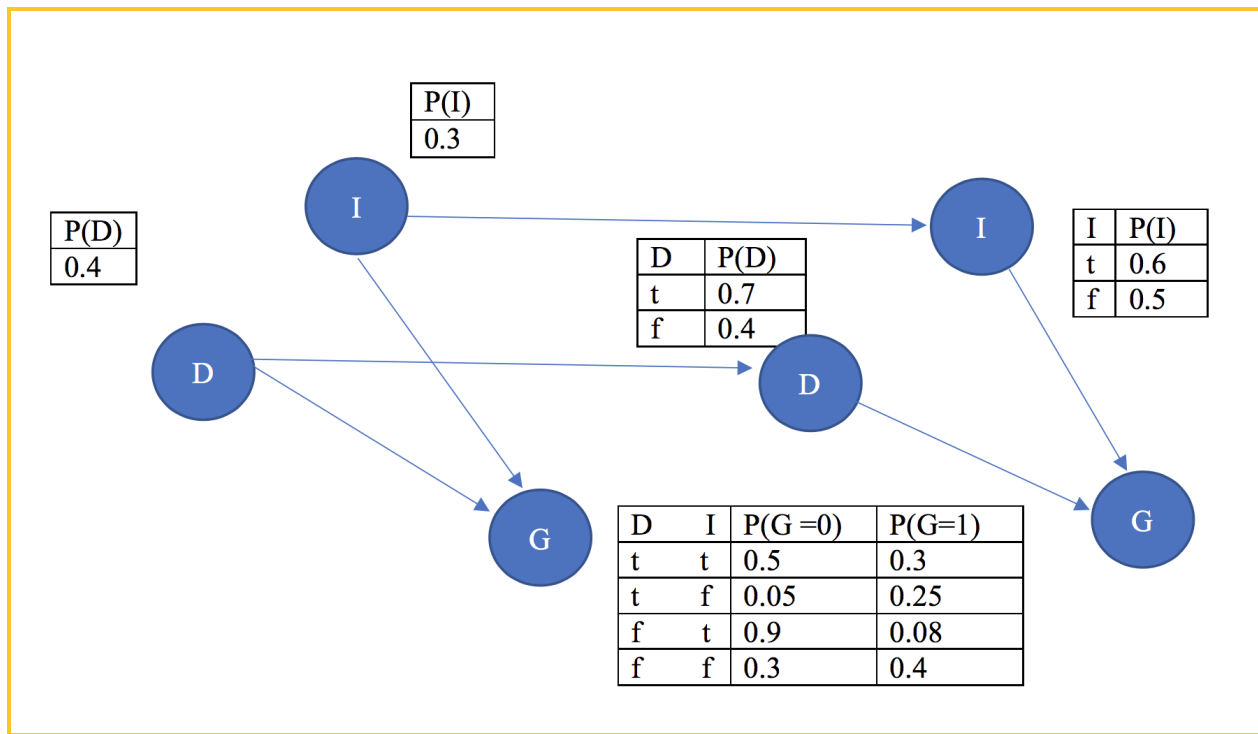 P(I)
0.3
I
P(D)
0.4
D
G
I
I P(I)
t 0.6
f 0.5
D P(D)
t 0.7
f 0.4
D
G
D I P(G =0) P(G=1)
t t 0.5 0.3
t f 0.05 0.25
f t 0.9 0.08
f f 0.3 0.4